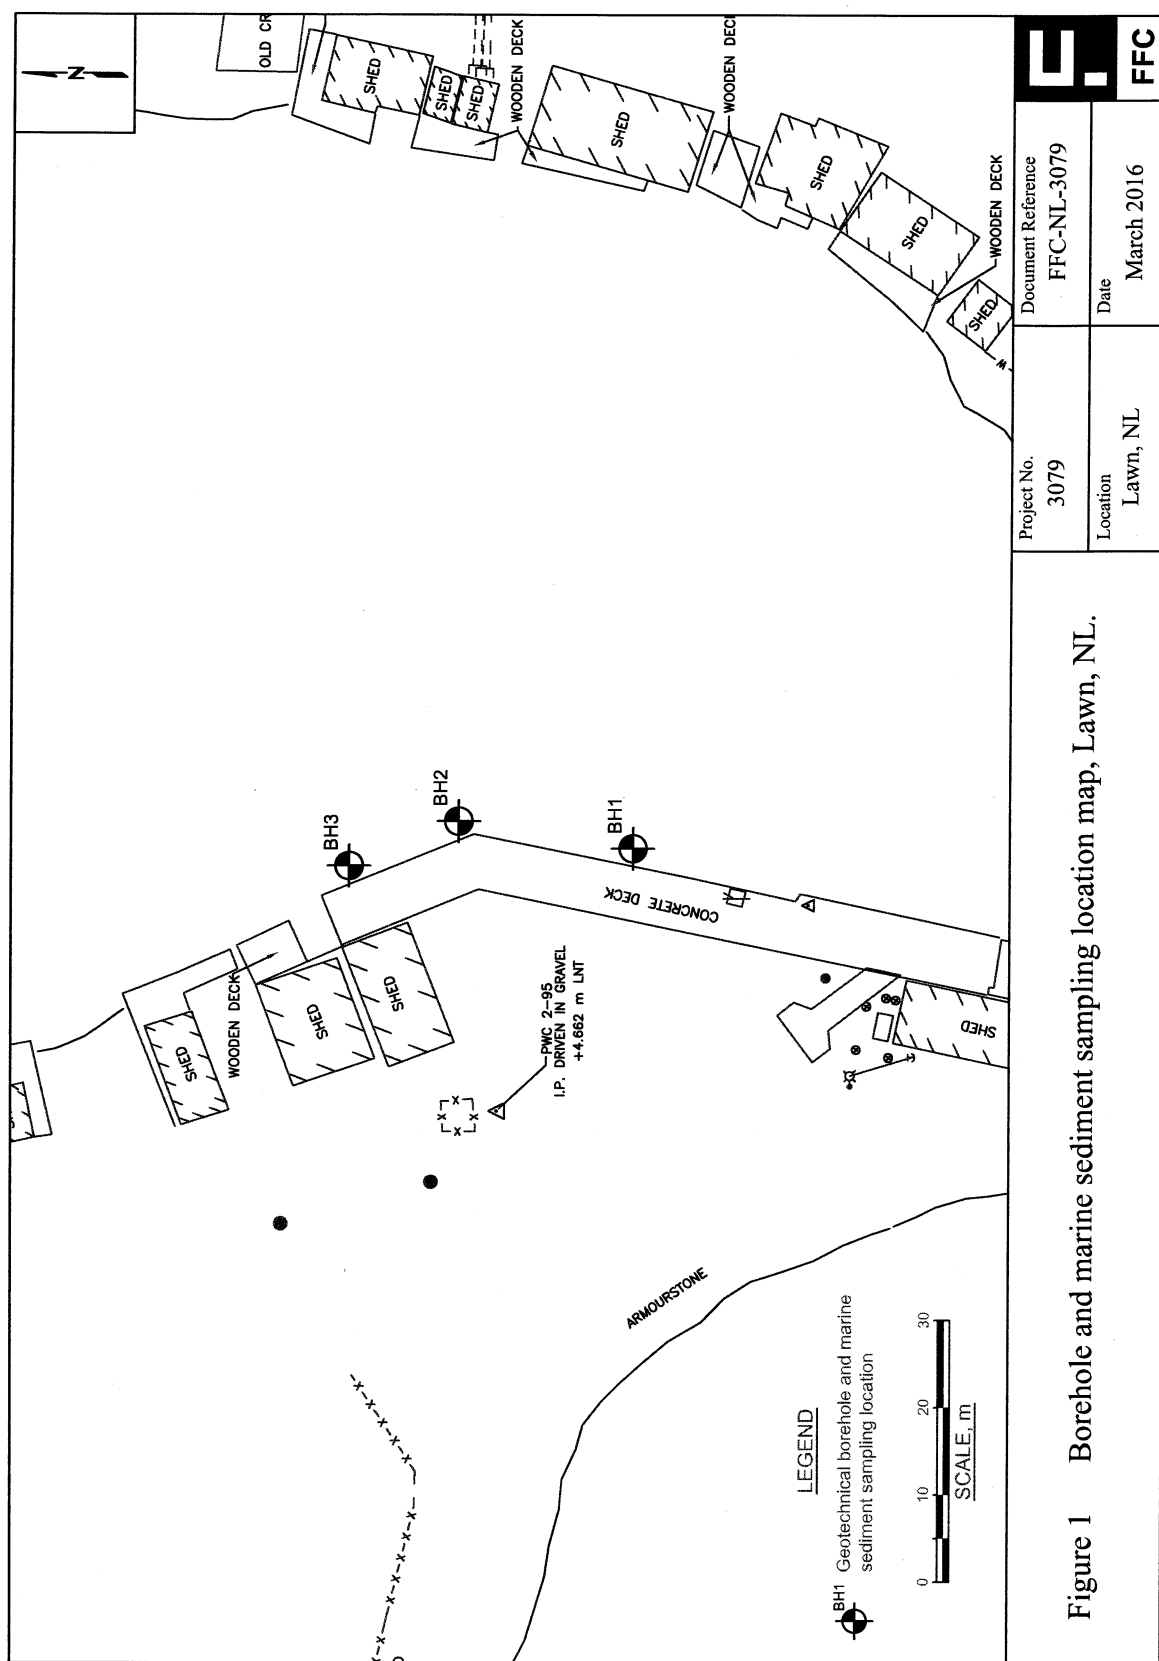 N
OLD CR
SHED
SHED
SHED
WOODEN DECK
SHED
WOODEN DECK
SHED
SHED
WOODEN DECK
SHED
W
BH3
BH2
BH1
CONCRETE DECK
WOODEN DECK
SHED
SHED
SHED
SHED
PWC 2-95
I.P. DRIVEN IN GRAVEL
+4.662 m LNT
ARMOURSTONE
LEGEND
BH1 Geotechnical borehole and marine
sediment sampling location
0 10 20 30
SCALE, m
Figure 1 Borehole and marine sediment sampling location map, Lawn, NL.
Project No.
3079
Document Reference
FFC-NL-3079
Location
Lawn, NL
Date
March 2016
FFC